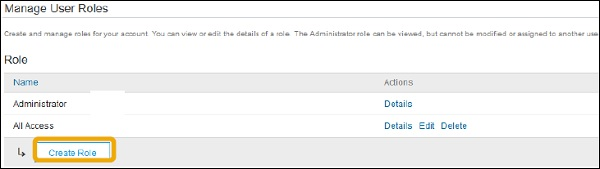 Manage User Roles
Create and manage roles for your account. You can view or edit the details of a role. The Administrator role can be viewed, but cannot be modified or assigned to another use
Role
Name Actions
Administrator Details
All Access Details Edit Delete
Create Role